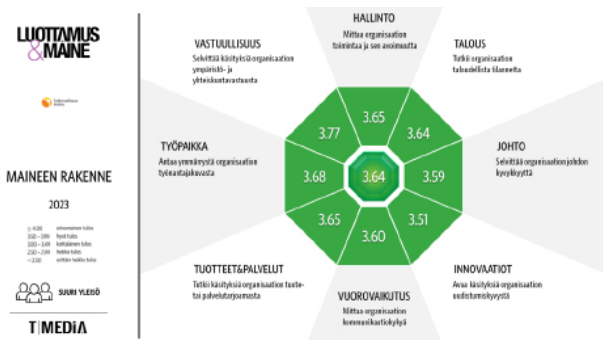 LUOTTAMUS
&MAINE
MAINEEN RAKENNE
2023
SUURI YLEISÖ
T|MEDIA
HALLINTO
Mittaa organisaation
toimintaa ja sen avoimuutta
VASTUULLISUUS
Selvittää käsityksiä organisaation
ympäristö- ja
yhteiskuntavastuusta
TALOUS
Tutkii organisaation
taloudellista tilannetta
TYÖPAIKKA
Antaa ymmärrystä organisaation
työnantajakuvasta
JOHTO
Selvittää organisaation johdon
kyvykkyyttä
3.65
3.77
3.64
3.68
3.64
3.59
3.65
3.51
3.60
TUOTTEET&PALVELUT
Tutkii käsityksiä organisaation tuote-
tai palvelutarjoamasta
VUOROVAIKUTUS
Mittaa organisaation
kommunikaatiokykyä
INNOVAATIOT
Avaa käsityksiä organisaation
uudistumiskyvystä